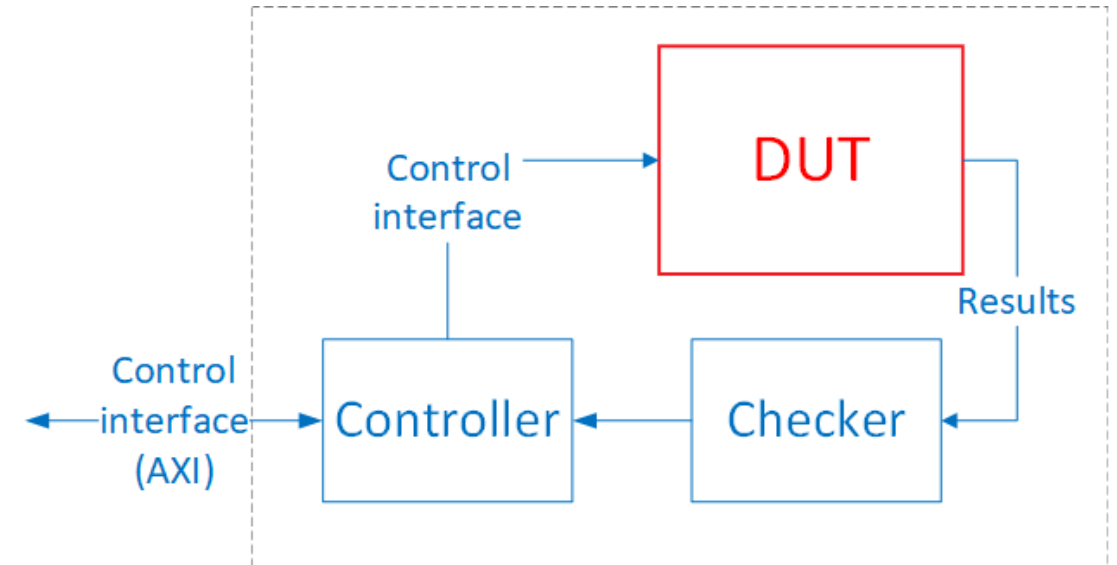 DUT
Control
interface
Results
Control
interface
(AXI)
Controller
Checker